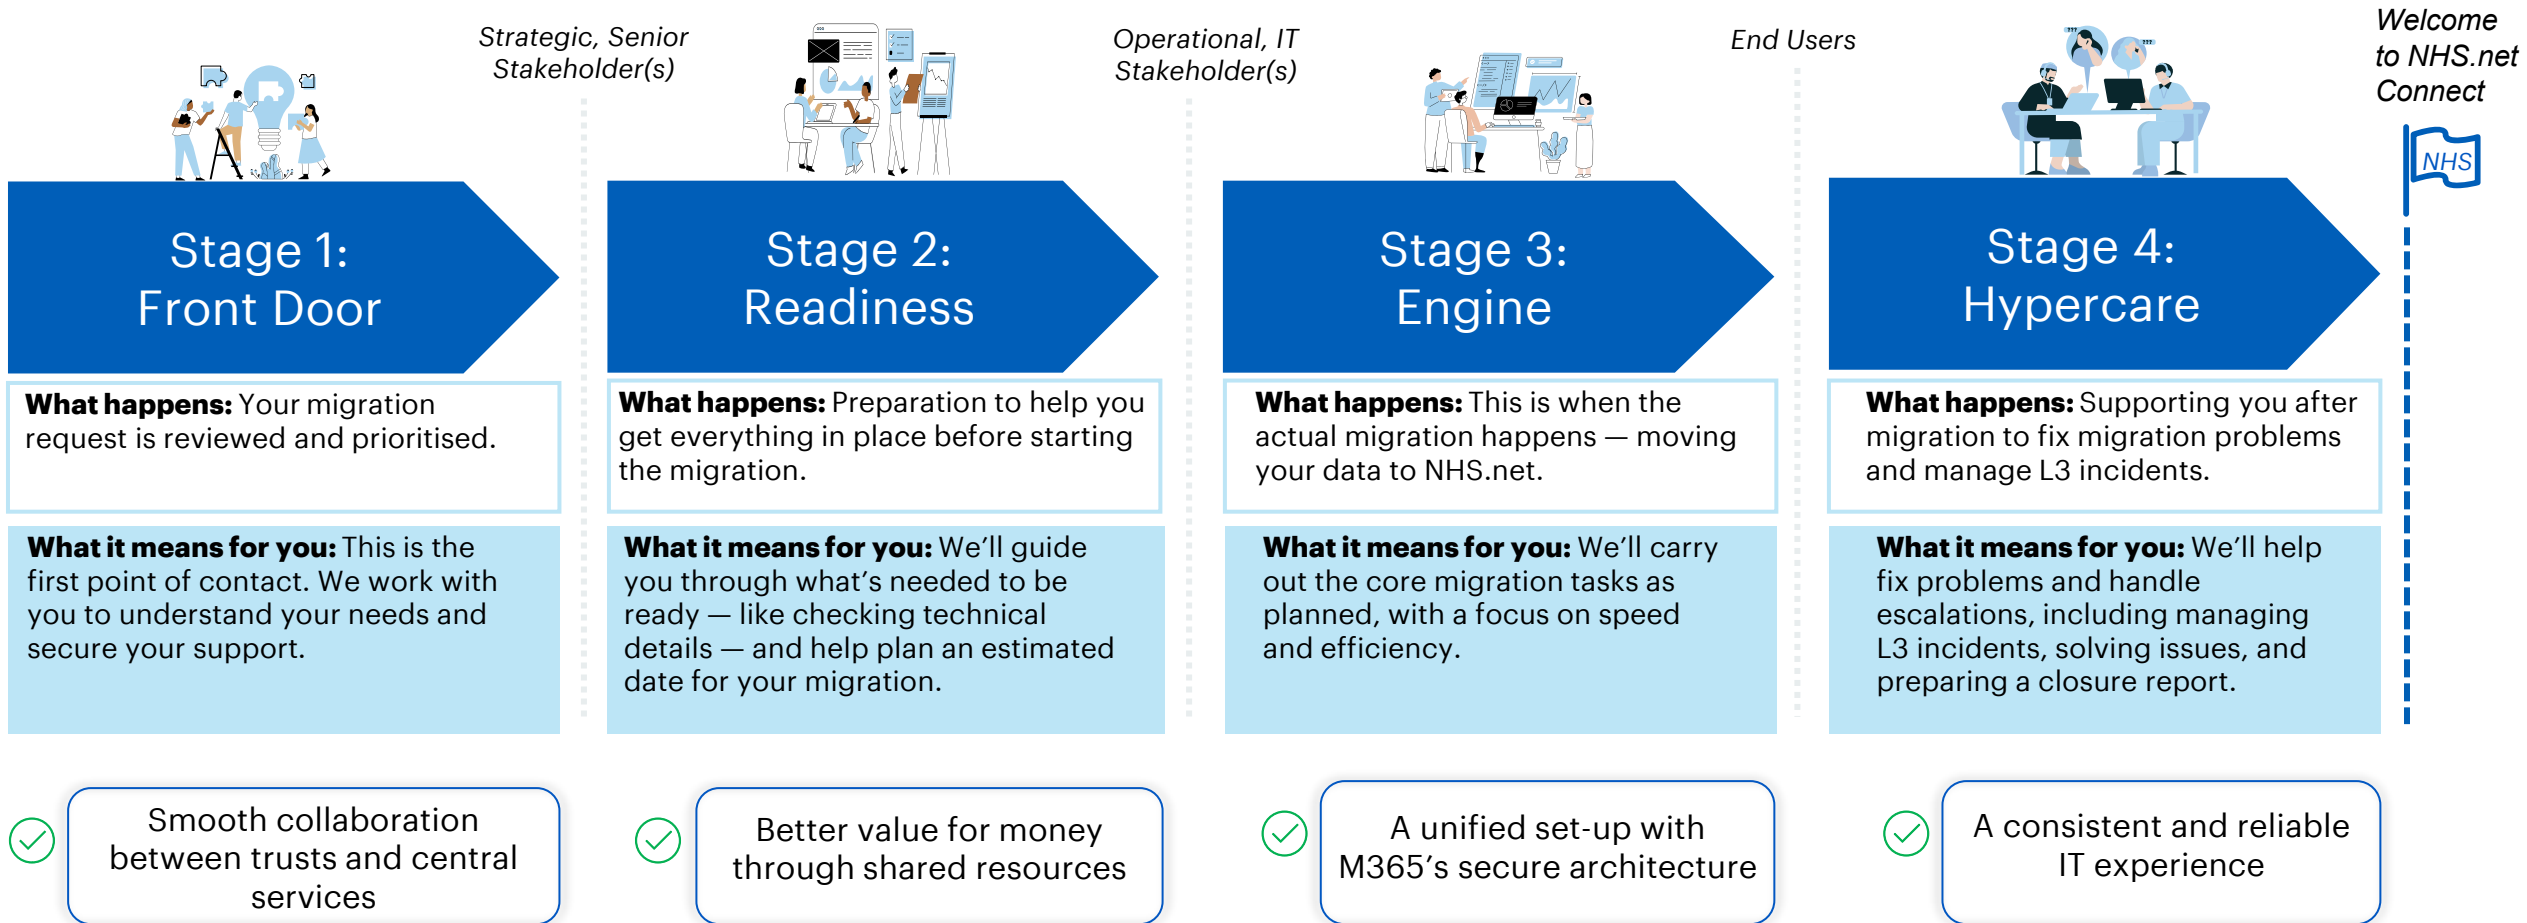 Strategic, Senior
Stakeholder(s)
Operational, IT
Stakeholder(s)
End Users
Welcome
to NHS.net
Connect
NHS
Stage 1:
Front Door
Stage 2:
Readiness
Stage 3:
Engine
Stage 4:
Hypercare
What happens: Your migration
request is reviewed and prioritised.
What happens: Preparation to help you
get everything in place before starting
the migration.
What happens: This is when the
actual migration happens — moving
your data to NHS.net.
What happens: Supporting you after
migration to fix migration problems
and manage L3 incidents.
What it means for you: This is the
first point of contact. We work with
you to understand your needs and
secure your support.
What it means for you: We’ll guide
you through what’s needed to be
ready — like checking technical
details — and help plan an estimated
date for your migration.
What it means for you: We’ll carry
out the core migration tasks as
planned, with a focus on speed
and efficiency.
What it means for you: We’ll help
fix problems and handle
escalations, including managing
L3 incidents, solving issues, and
preparing a closure report.
Smooth collaboration
between trusts and central
services
Better value for money
through shared resources
A unified set-up with
M365’s secure architecture
A consistent and reliable
IT experience